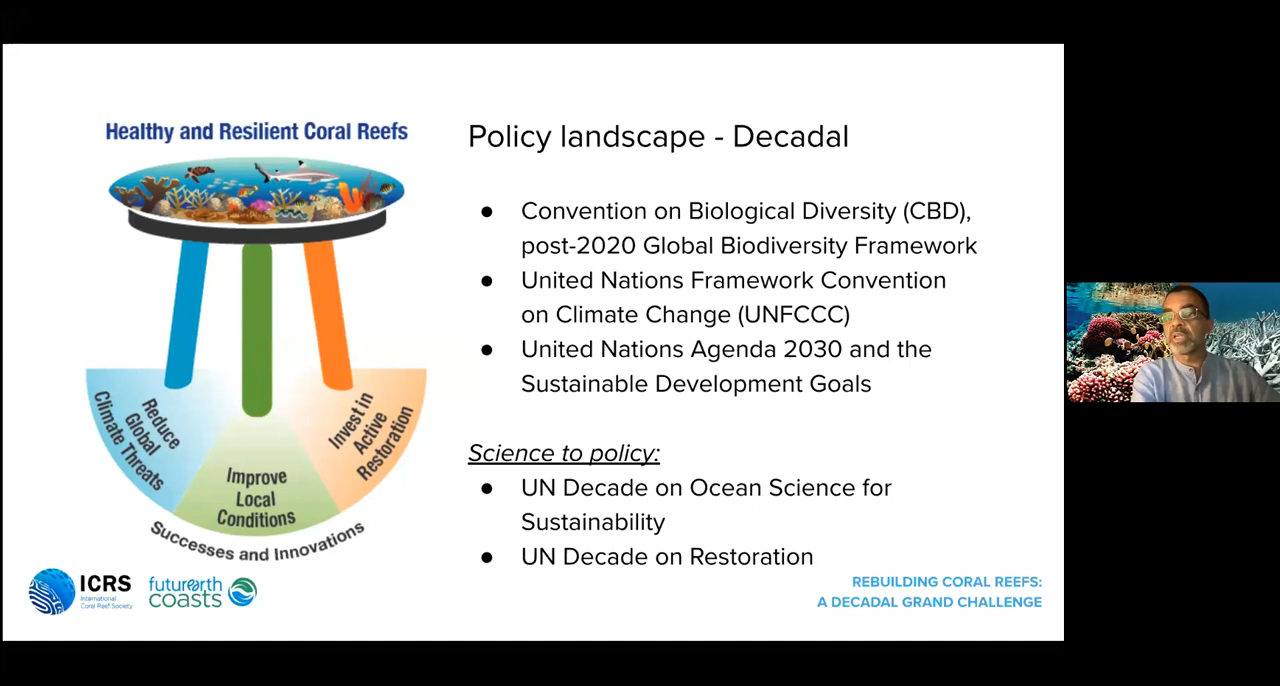 Healthy and Resilient Coral Reefs
Reduce
Global
Climate Threats
Improve
Local
Conditions
Invest in
Active
Restoration
Successes and Innovations
Policy landscape - Decadal
● Convention on Biological Diversity (CBD),
post-2020 Global Biodiversity Framework
● United Nations Framework Convention
on Climate Change (UNFCCC)
● United Nations Agenda 2030 and the
Sustainable Development Goals
Science to policy:
● UN Decade on Ocean Science for
Sustainability
● UN Decade on Restoration
ICRS
International
Coral Reef Society
futurearth
coasts
REBUILDING CORAL REEFS:
A DECADAL GRAND CHALLENGE